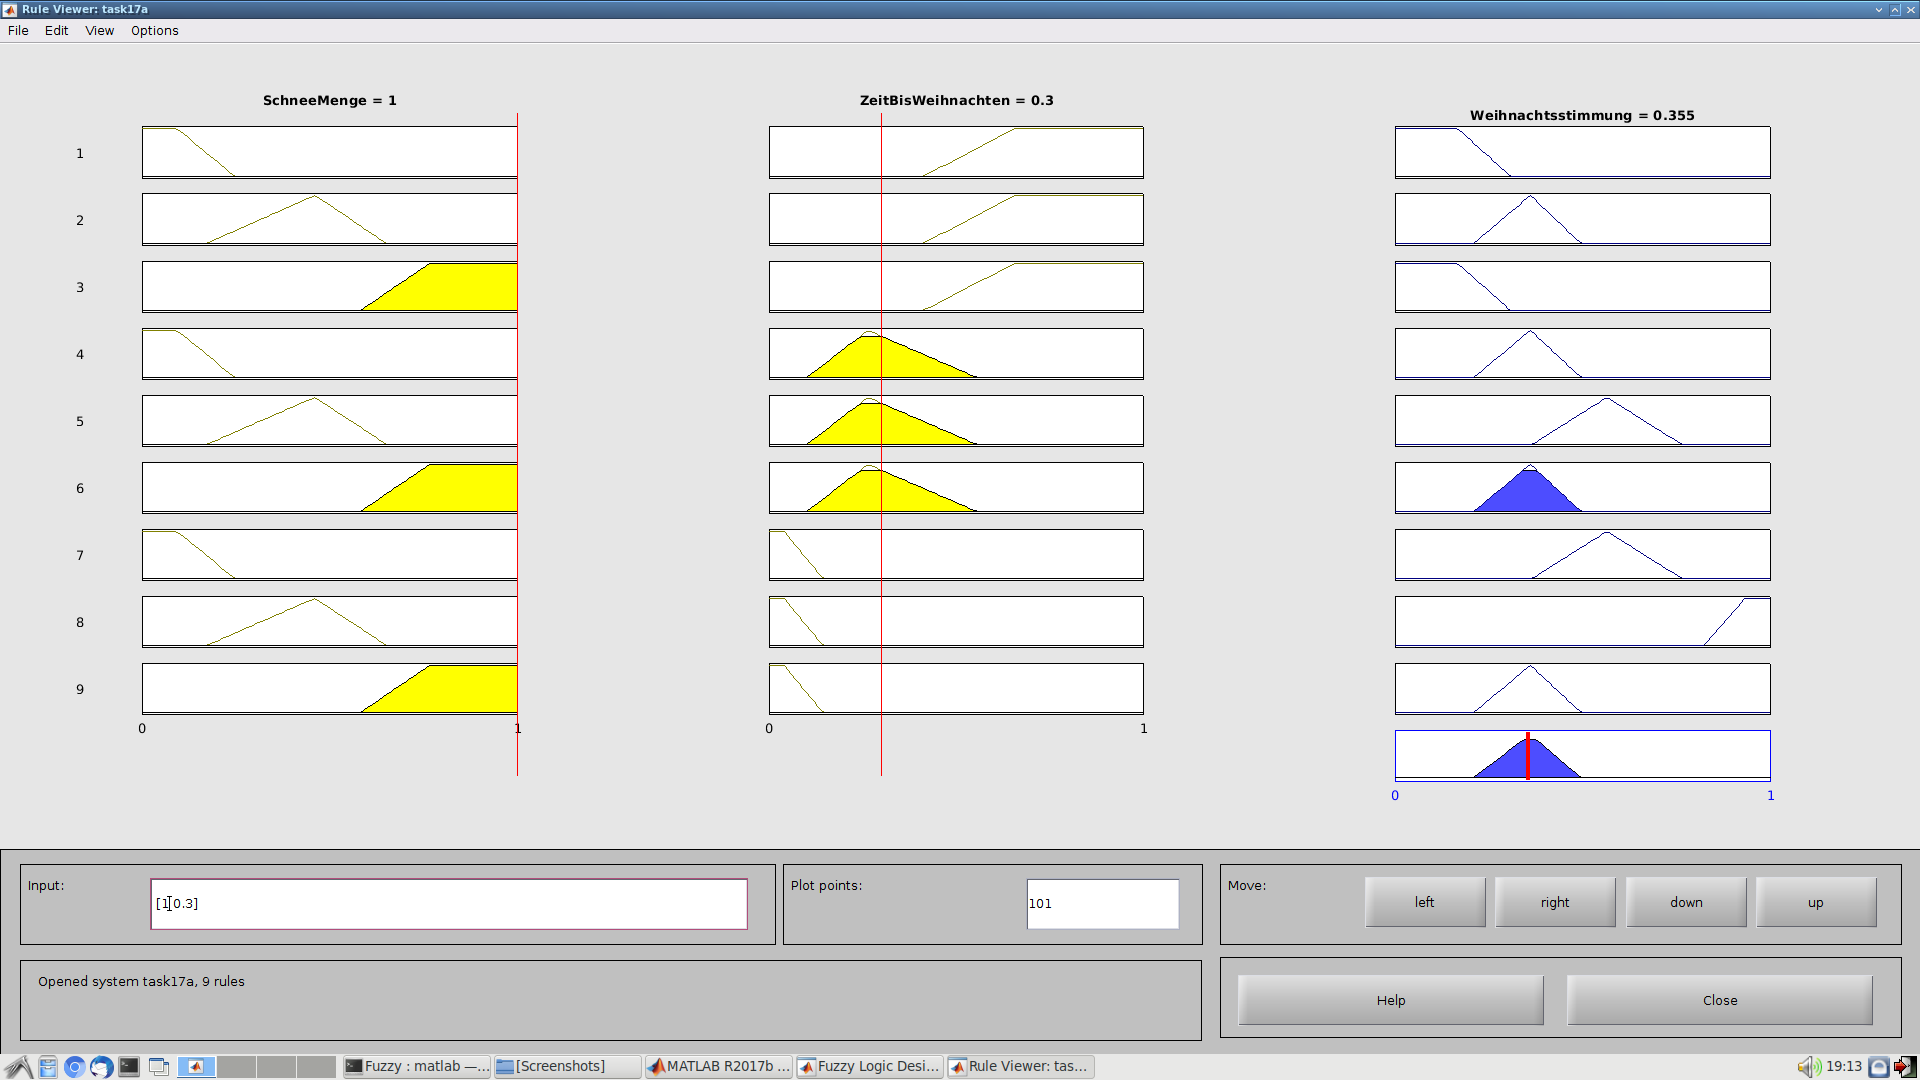 Rule Viewer: task17a
File Edit View Options
SchneeMenge = 1
ZeitBisWeihnachten = 0.3
Weihnachtsstimmung = 0.355
1
2
3
4
5
6
7
8
9
0 1
0 1
0 1
Input:
[1 0.3]
Plot points:
101
Move:
left
right
down
up
Opened system task17a, 9 rules
Help
Close
Fuzzy : matlab —...
[Screenshots]
MATLAB R2017b ...
Fuzzy Logic Desi...
Rule Viewer: tas...
19:13